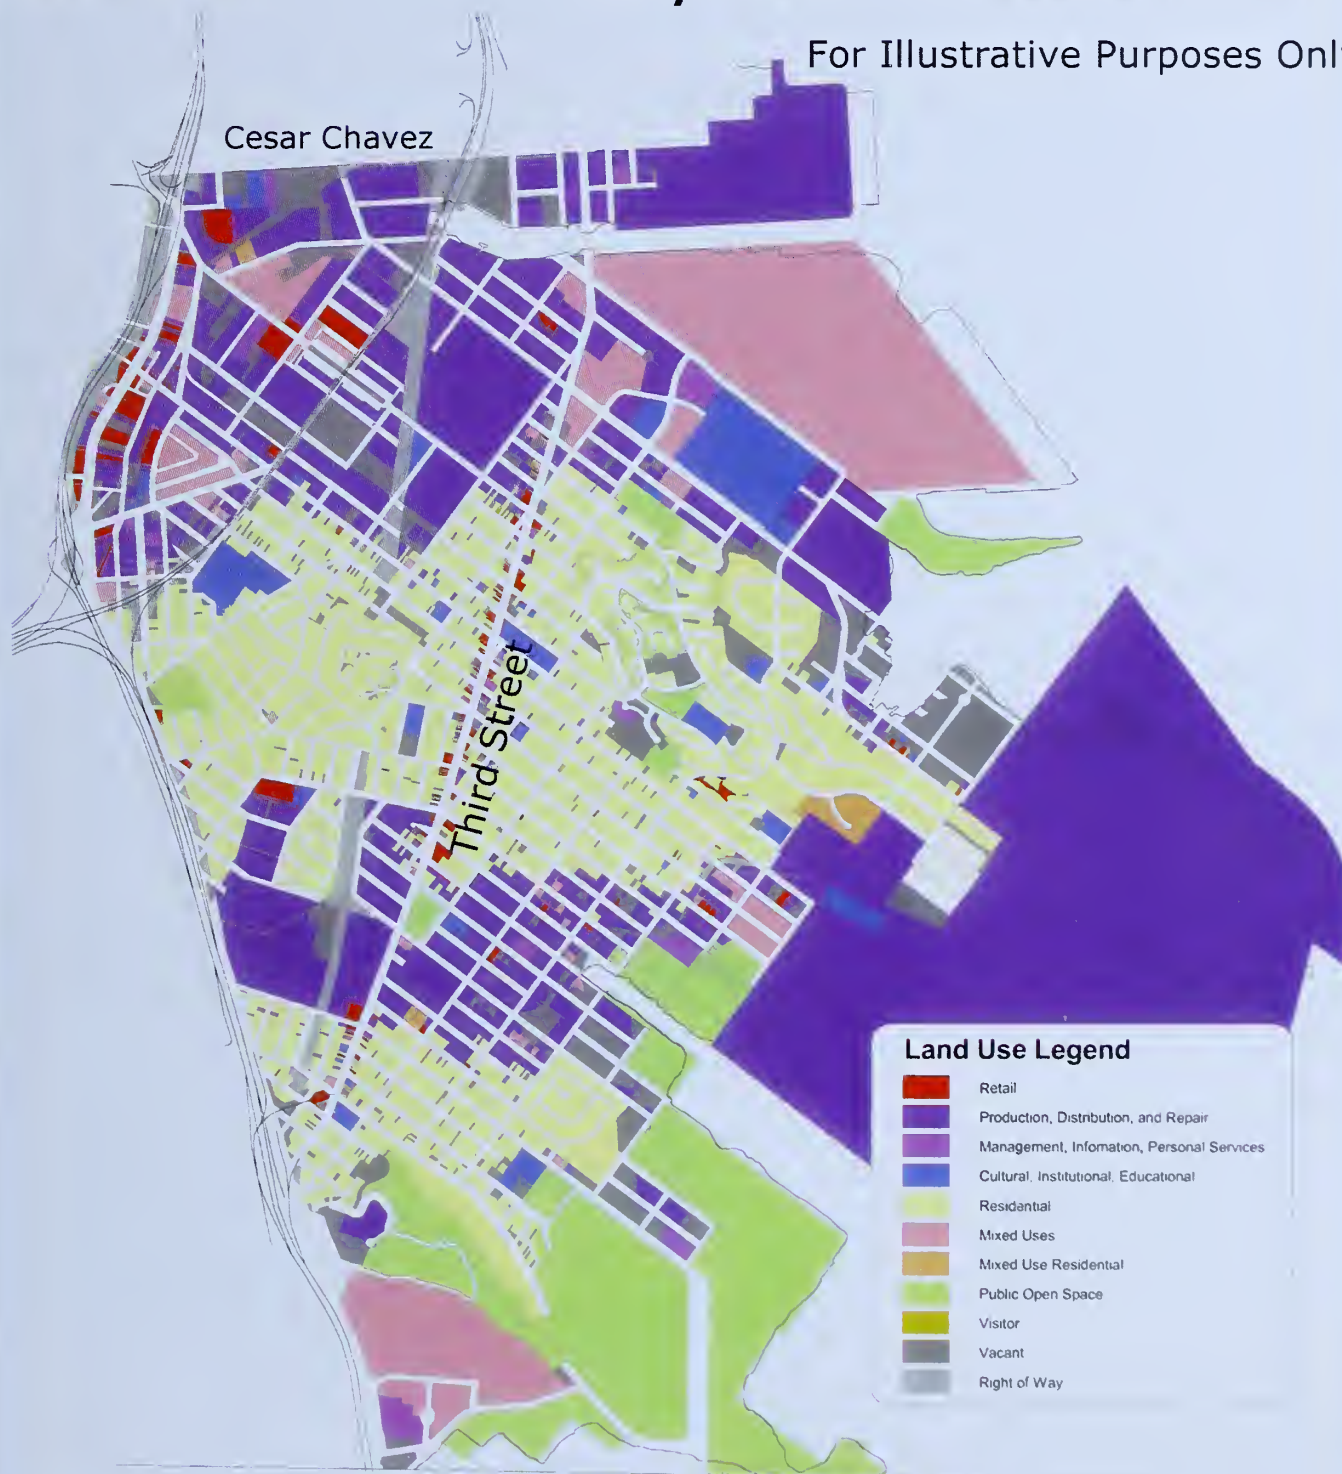 For Illustrative Purposes Onl
Cesar Chavez
Third Street
Land Use Legend
Retail
Production, Distribution, and Repair
Management, Infomation, Personal Services
Cultural, Institutional, Educational
Residential
Mixed Uses
Mixed Use Residential
Public Open Space
Visitor
Vacant
Right of Way